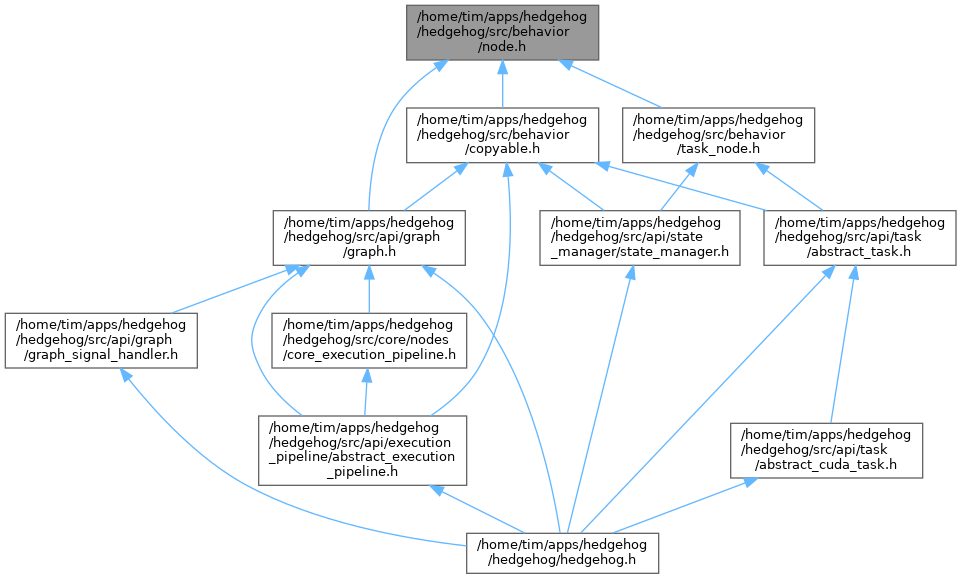 /home/tim/apps/hedgehog
/hedgehog/src/behavior
/node.h
/home/tim/apps/hedgehog
/hedgehog/src/behavior
/copyable.h
/home/tim/apps/hedgehog
/hedgehog/src/behavior
/task_node.h
/home/tim/apps/hedgehog
/hedgehog/src/api/graph
/graph.h
/home/tim/apps/hedgehog
/hedgehog/src/api/state
_manager/state_manager.h
/home/tim/apps/hedgehog
/hedgehog/src/api/task
/abstract_task.h
/home/tim/apps/hedgehog
/hedgehog/src/api/graph
/graph_signal_handler.h
/home/tim/apps/hedgehog
/hedgehog/src/core/nodes
/core_execution_pipeline.h
/home/tim/apps/hedgehog
/hedgehog/src/api/execution
_pipeline/abstract_execution
_pipeline.h
/home/tim/apps/hedgehog
/hedgehog/src/api/task
/abstract_cuda_task.h
/home/tim/apps/hedgehog
/hedgehog/hedgehog.h